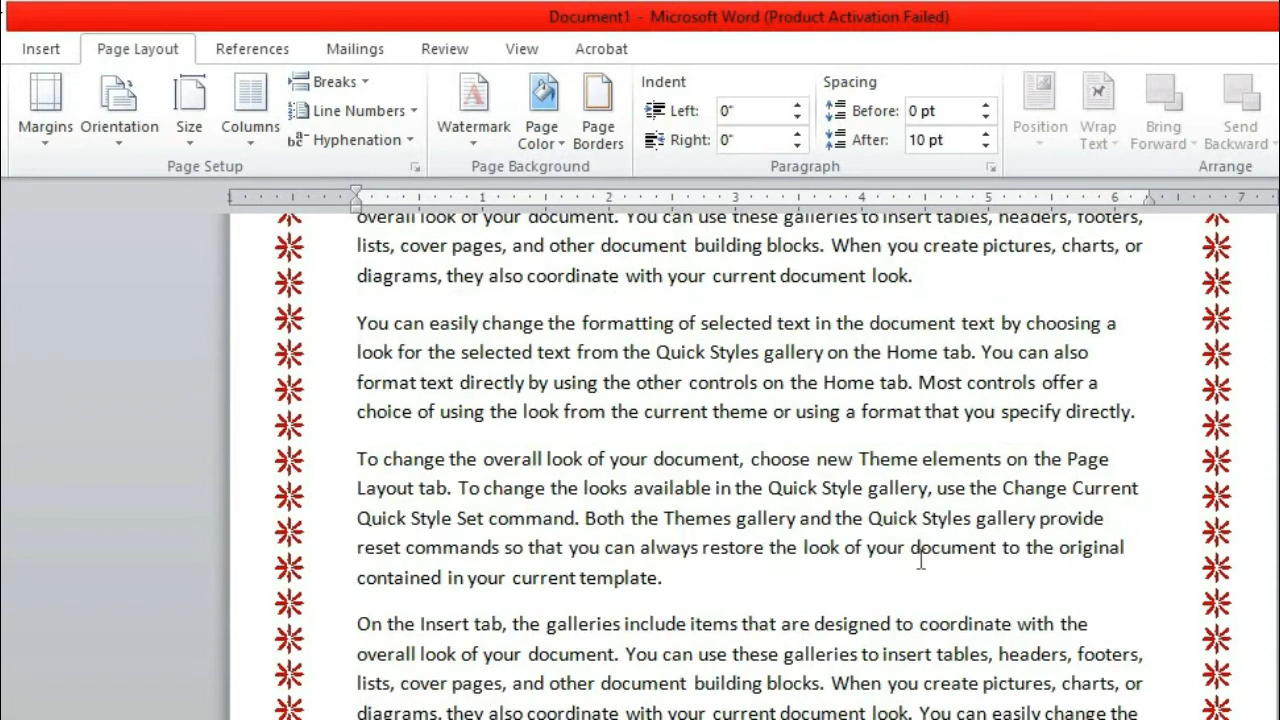 Document1 - Microsoft Word (Product Activation Failed)
Insert Page Layout References Mailings Review View Acrobat
Margins Orientation Size Columns
Breaks
Line Numbers
Hyphenation
Page Setup
Watermark Page Color Page Borders
Page Background
Indent
Left: 0"
Right: 0"
Spacing
Before: 0 pt
After: 10 pt
Paragraph
Position Wrap Text Bring Forward Send Backward
Arrange
1 1 2 3 4 5 6 7
overall look of your document. You can use these galleries to insert tables, headers, footers,
lists, cover pages, and other document building blocks. When you create pictures, charts, or
diagrams, they also coordinate with your current document look.
You can easily change the formatting of selected text in the document text by choosing a
look for the selected text from the Quick Styles gallery on the Home tab. You can also
format text directly by using the other controls on the Home tab. Most controls offer a
choice of using the look from the current theme or using a format that you specify directly.
To change the overall look of your document, choose new Theme elements on the Page
Layout tab. To change the looks available in the Quick Style gallery, use the Change Current
Quick Style Set command. Both the Themes gallery and the Quick Styles gallery provide
reset commands so that you can always restore the look of your document to the original
contained in your current template.
On the Insert tab, the galleries include items that are designed to coordinate with the
overall look of your document. You can use these galleries to insert tables, headers, footers,
lists, cover pages, and other document building blocks. When you create pictures, charts, or
diagrams, they also coordinate with your current document look. You can easily change the